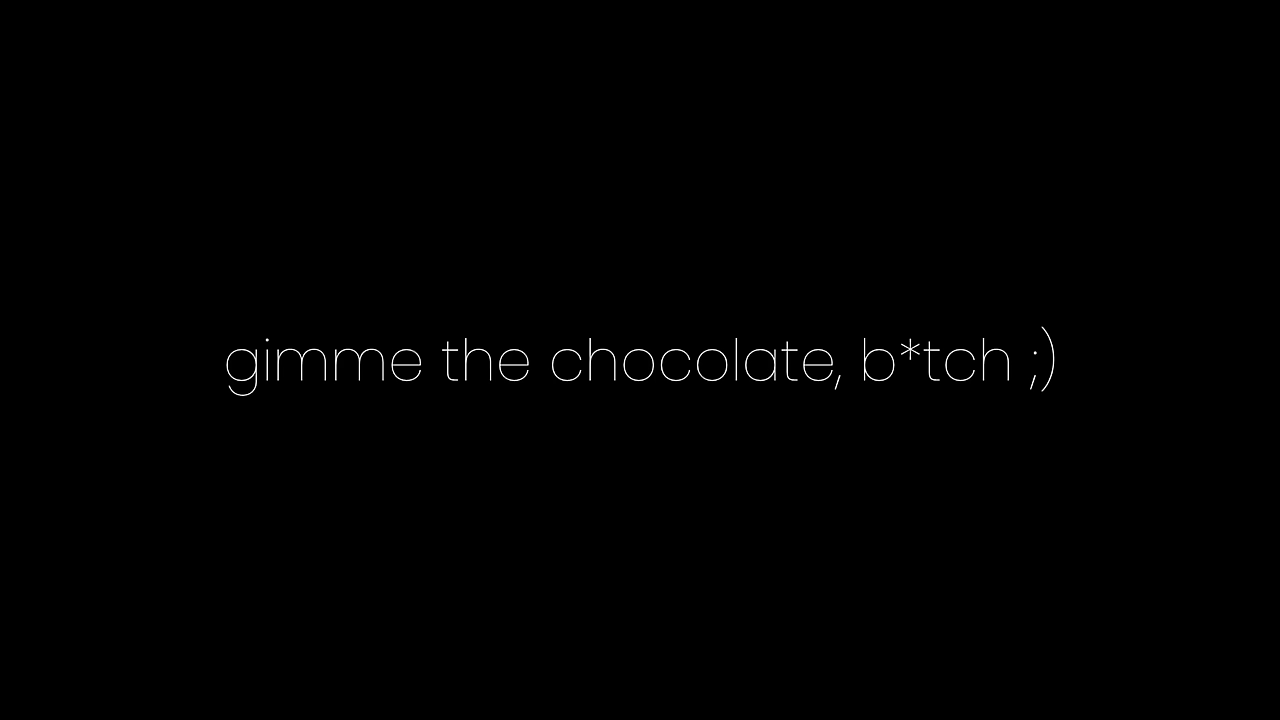 gimme the chocolate, b*tch ;)